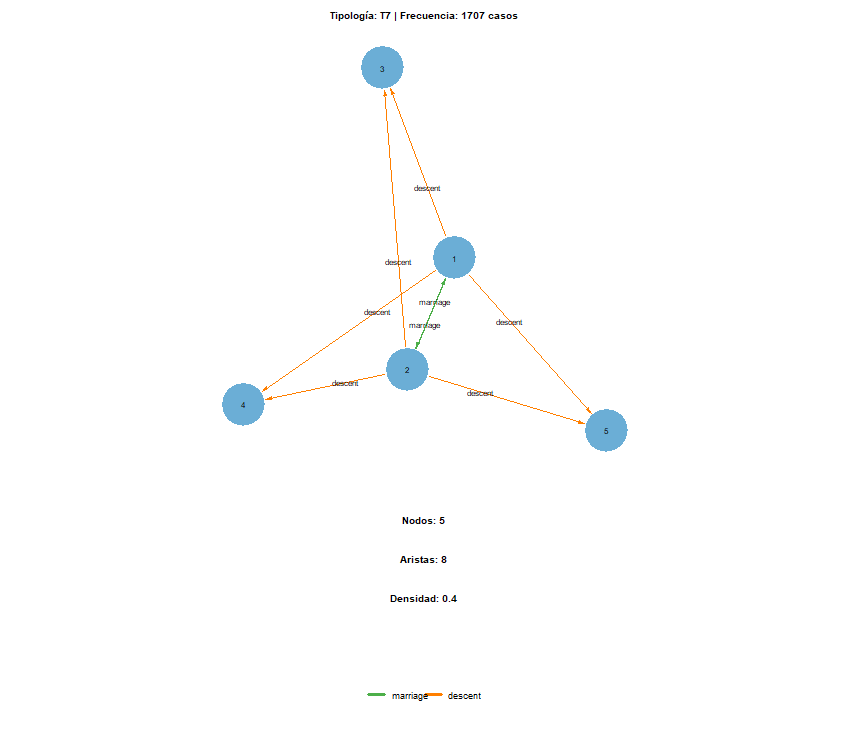 Tipología: T7 | Frecuencia: 1707 casos
3
descent
1
descent
marriage
descent
descent
marriage
2
descent
descent
4
5
Nodos: 5
Aristas: 8
Densidad: 0.4
marriage descent